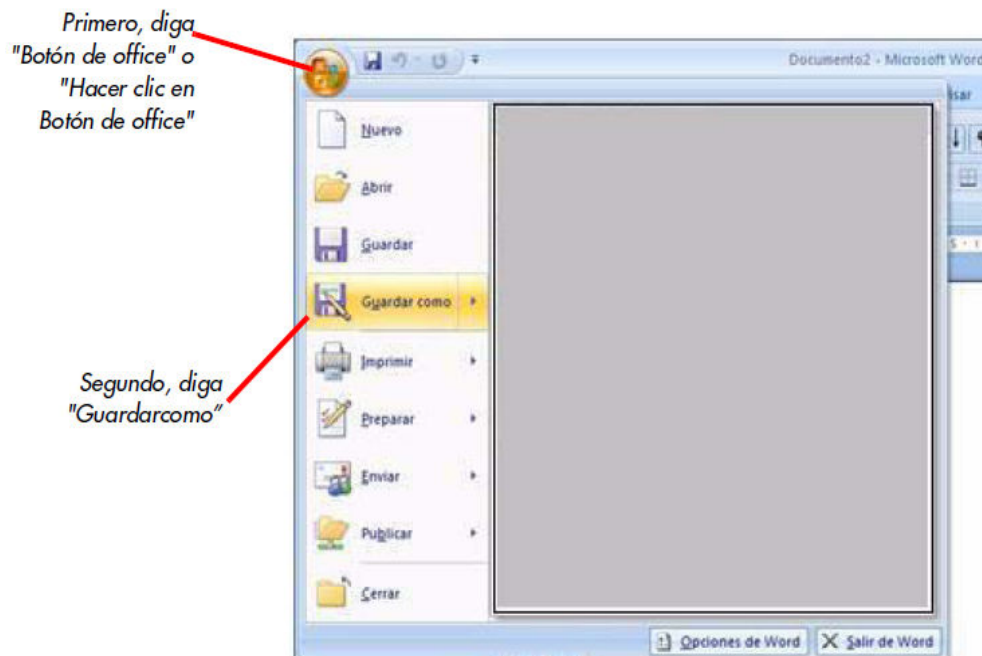 Primero, diga
"Botón de office" o
"Hacer clic en
Botón de office"
Documento2 - Microsoft Word
Nuevo
Abrir
Guardar
Guardar como
Imprimir
Segundo, diga
"Guardarcomo"
Preparar
Enviar
Publicar
Cerrar
Opciones de Word
Salir de Word